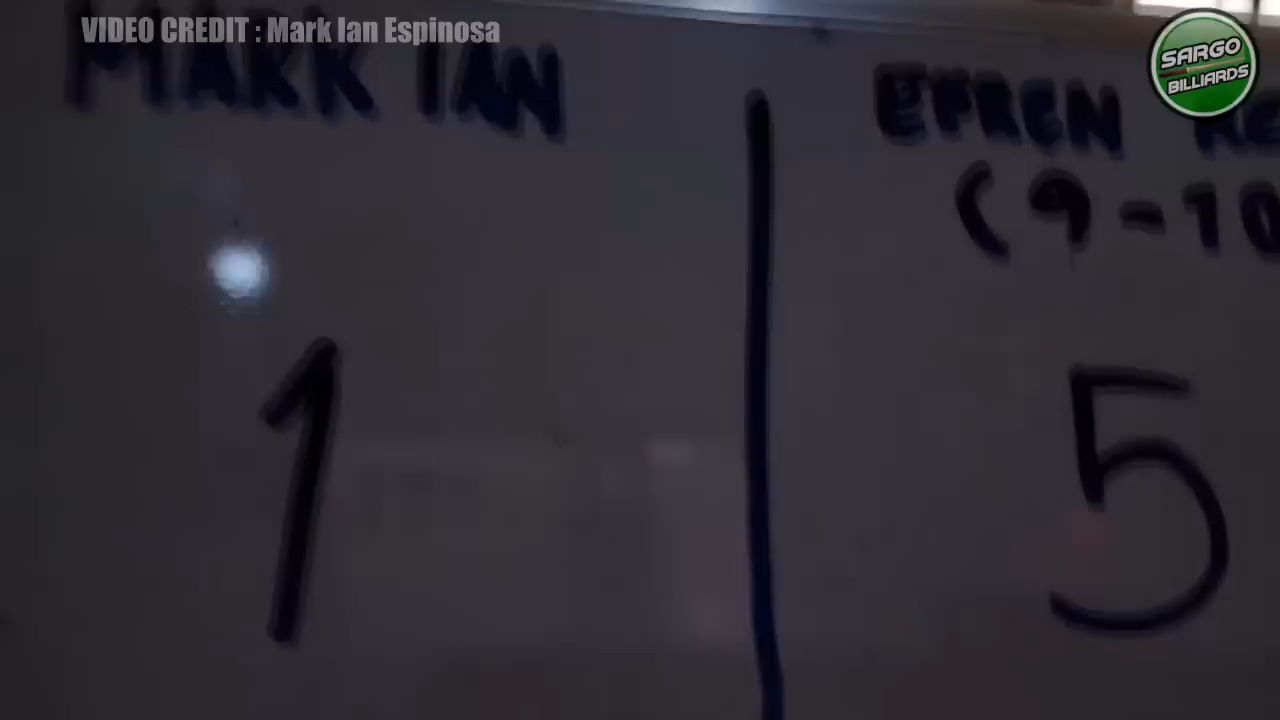 VIDEO CREDIT : Mark Ian Espinosa
SARGO
BILLIARDS
MARK IAN
EFREN
(9-10
1
5